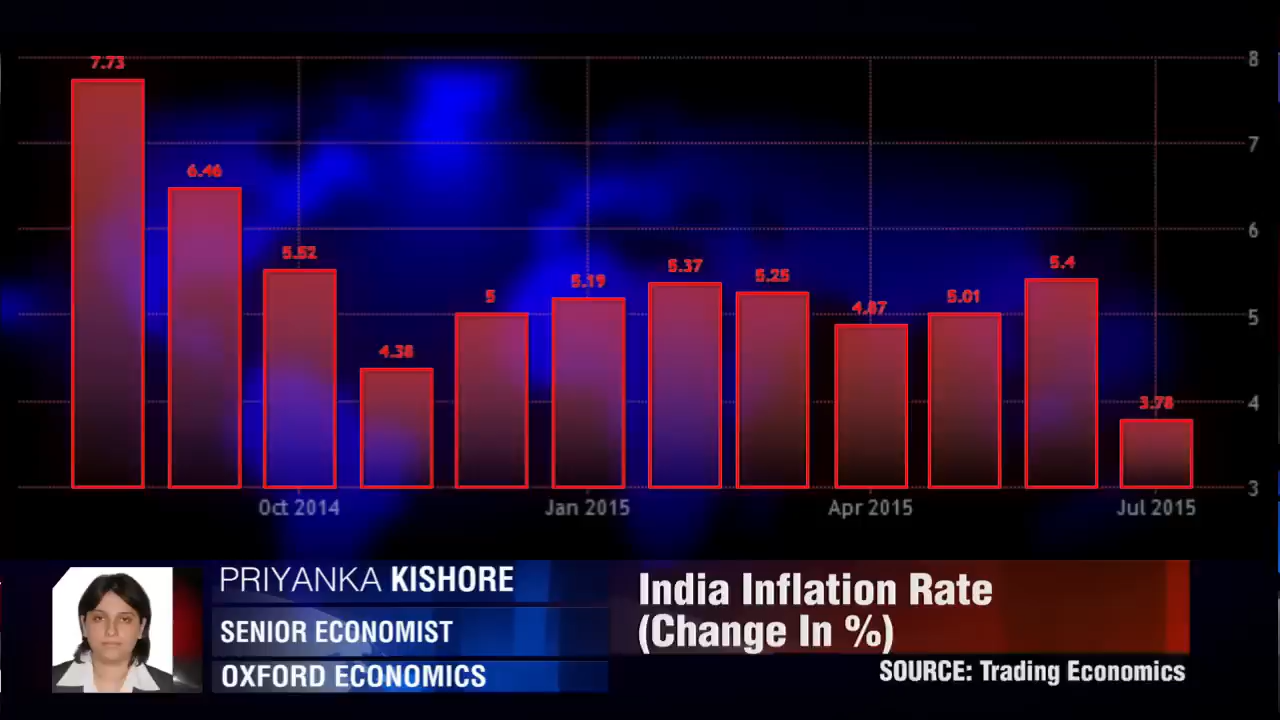 7.73
6.46
5.52
4.38
5
5.19
5.37
5.25
4.87
5.01
5.4
3.78
8
7
6
5
4
3
Oct 2014 Jan 2015 Apr 2015 Jul 2015
PRIYANKA KISHORE
SENIOR ECONOMIST
OXFORD ECONOMICS
India Inflation Rate
(Change In %)
SOURCE: Trading Economics